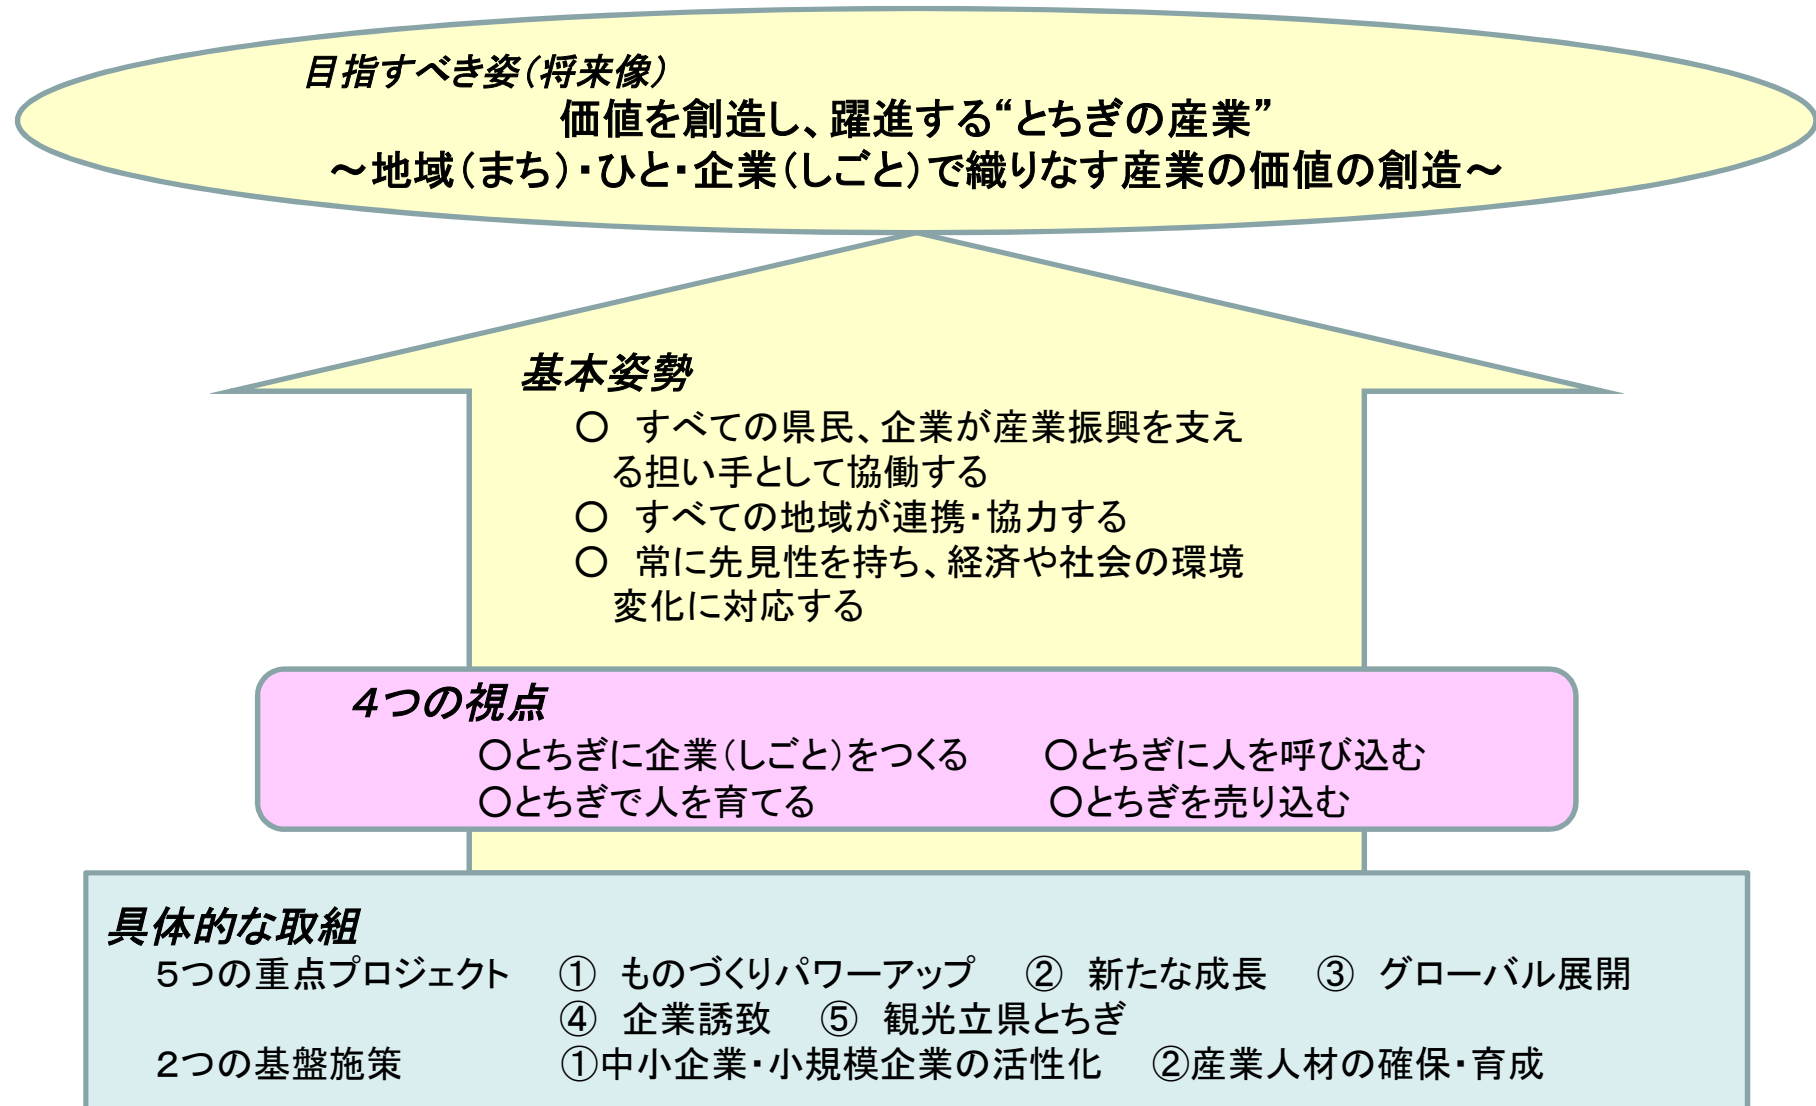 目指すべき姿（将来像）
価値を創造し、躍進する“とちぎの産業”
～地域（まち）・ひと・企業（しごと）で織りなす産業の価値の創造～
基本姿勢
○　すべての県民、企業が産業振興を支え
る担い手として協働する
○　すべての地域が連携・協力する
○　常に先見性を持ち、経済や社会の環境
変化に対応する
４つの視点
○とちぎに企業（しごと）をつくる　　○とちぎに人を呼び込む
○とちぎで人を育てる　　○とちぎを売り込む
具体的な取組
５つの重点プロジェクト　①　ものづくりパワーアップ　②　新たな成長　③　グローバル展開
④　企業誘致　⑤　観光立県とちぎ
２つの基盤施策　①中小企業・小規模企業の活性化　②産業人材の確保・育成